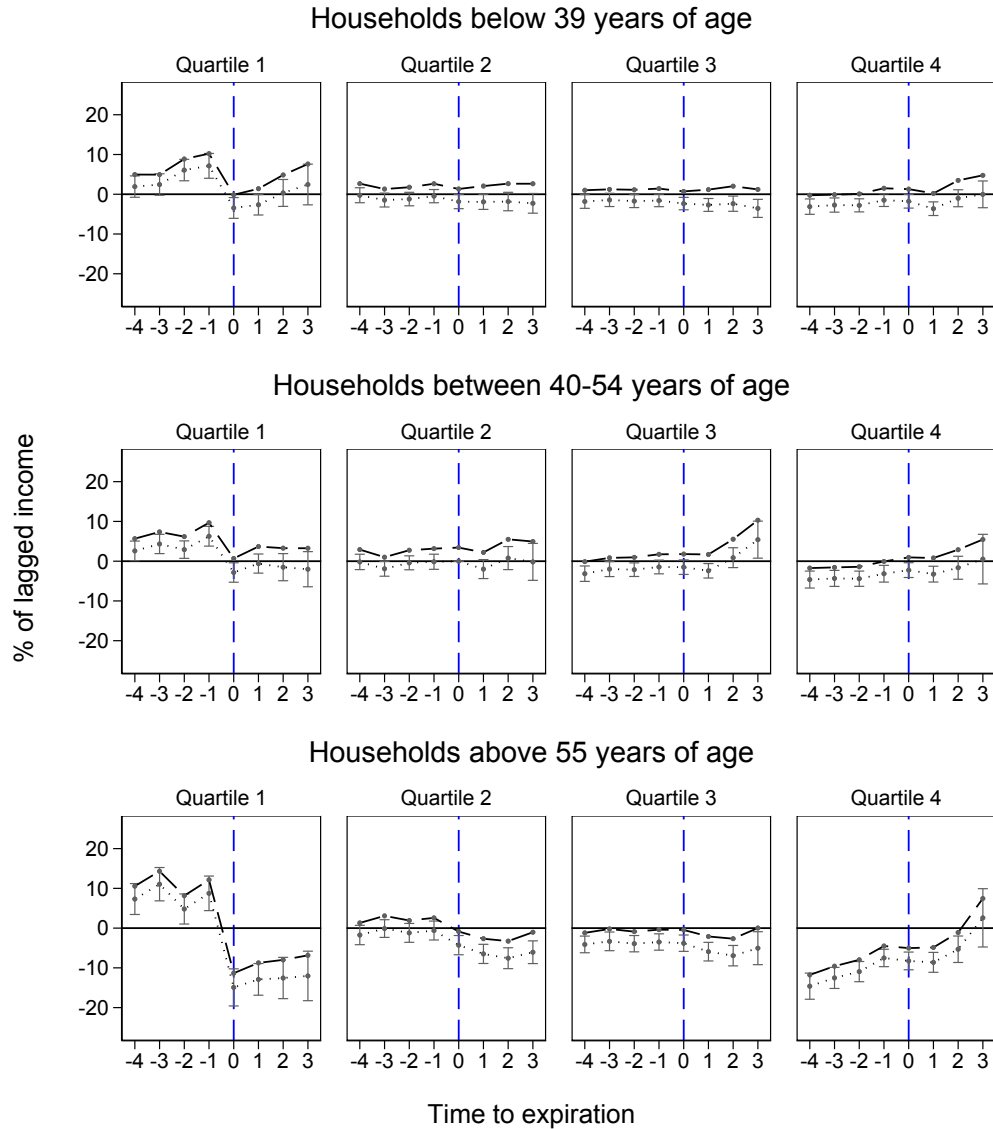 Households below 39 years of age
Quartile 1 Quartile 2 Quartile 3 Quartile 4
20
10
0
-10
-20
-4 -3 -2 -1 0 1 2 3 -4 -3 -2 -1 0 1 2 3 -4 -3 -2 -1 0 1 2 3 -4 -3 -2 -1 0 1 2 3
Households between 40-54 years of age
Quartile 1 Quartile 2 Quartile 3 Quartile 4
20
10
0
-10
-20
-4 -3 -2 -1 0 1 2 3 -4 -3 -2 -1 0 1 2 3 -4 -3 -2 -1 0 1 2 3 -4 -3 -2 -1 0 1 2 3
% of lagged income
Households above 55 years of age
Quartile 1 Quartile 2 Quartile 3 Quartile 4
20
10
0
-10
-20
-4 -3 -2 -1 0 1 2 3 -4 -3 -2 -1 0 1 2 3 -4 -3 -2 -1 0 1 2 3 -4 -3 -2 -1 0 1 2 3
Time to expiration